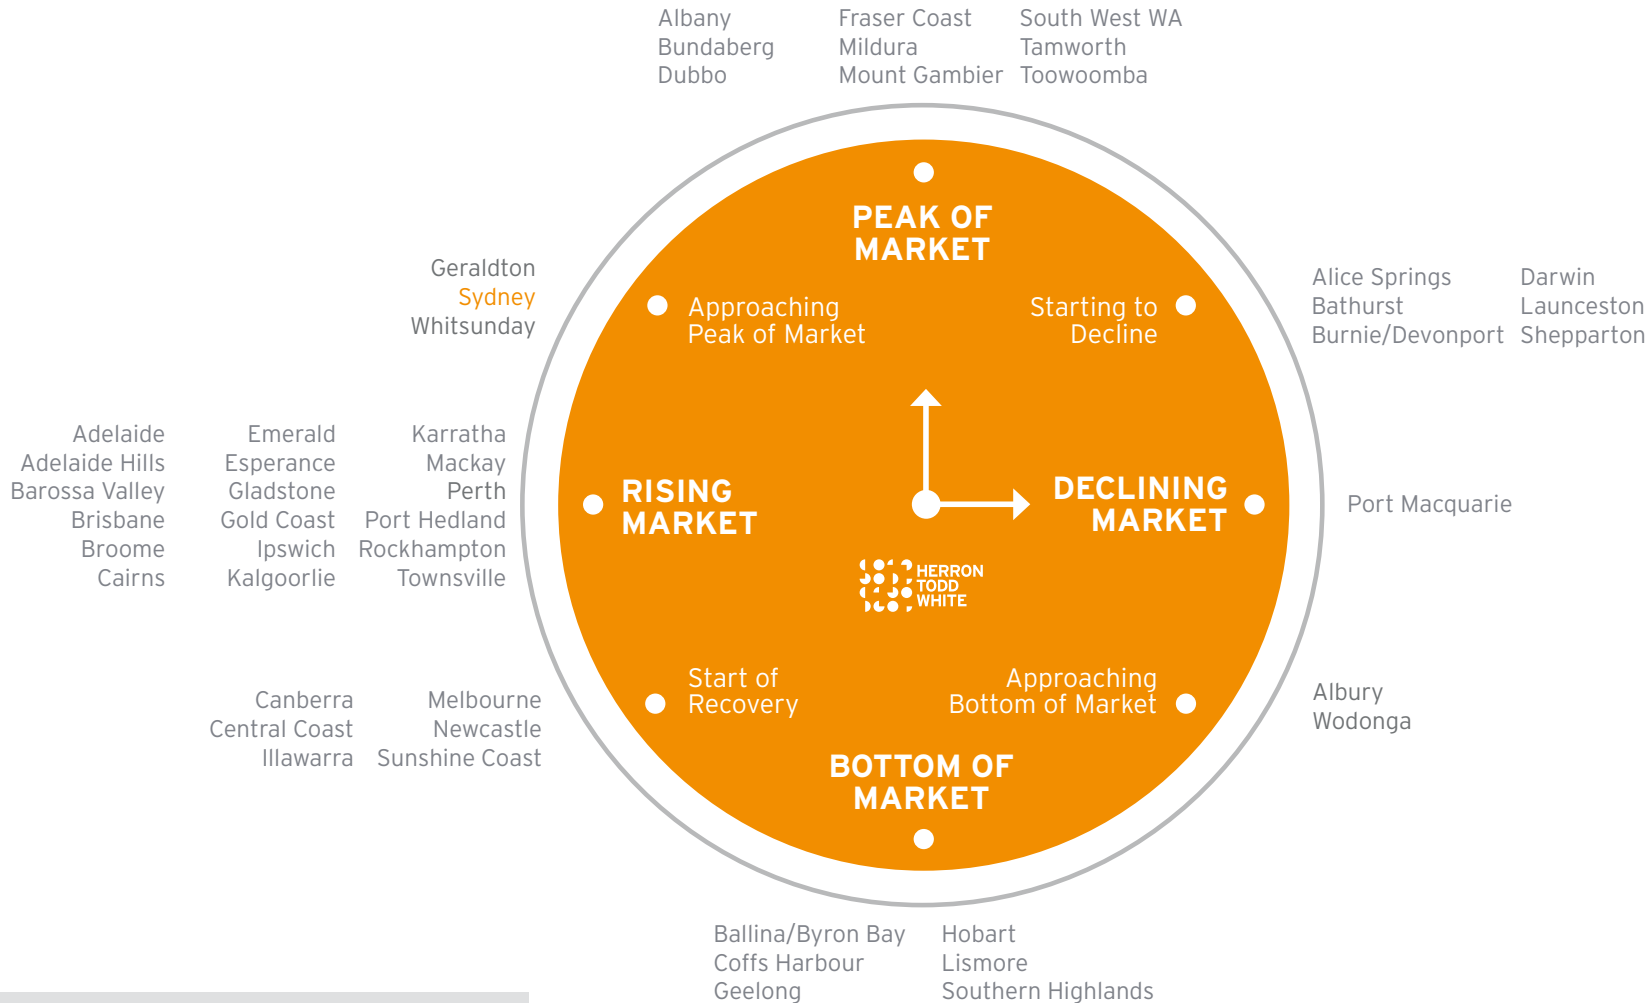 Albany
Bundaberg
Dubbo
Fraser Coast
Mildura
Mount Gambier
South West WA
Tamworth
Toowoomba
PEAK OF
MARKET
Geraldton
Sydney
Whitsunday
Approaching
Peak of Market
Starting to
Decline
Alice Springs
Bathurst
Burnie/Devonport
Darwin
Launceston
Shepparton
Adelaide
Adelaide Hills
Barossa Valley
Brisbane
Broome
Cairns
Emerald
Esperance
Gladstone
Gold Coast
Ipswich
Kalgoorlie
Karratha
Mackay
Perth
Port Hedland
Rockhampton
Townsville
RISING
MARKET
DECLINING
MARKET
Port Macquarie
HERRON
TODD
WHITE
Canberra
Central Coast
Illawarra
Melbourne
Newcastle
Sunshine Coast
Start of
Recovery
Approaching
Bottom of Market
Albury
Wodonga
BOTTOM OF
MARKET
Ballina/Byron Bay
Coffs Harbour
Geelong
Hobart
Lismore
Southern Highlands